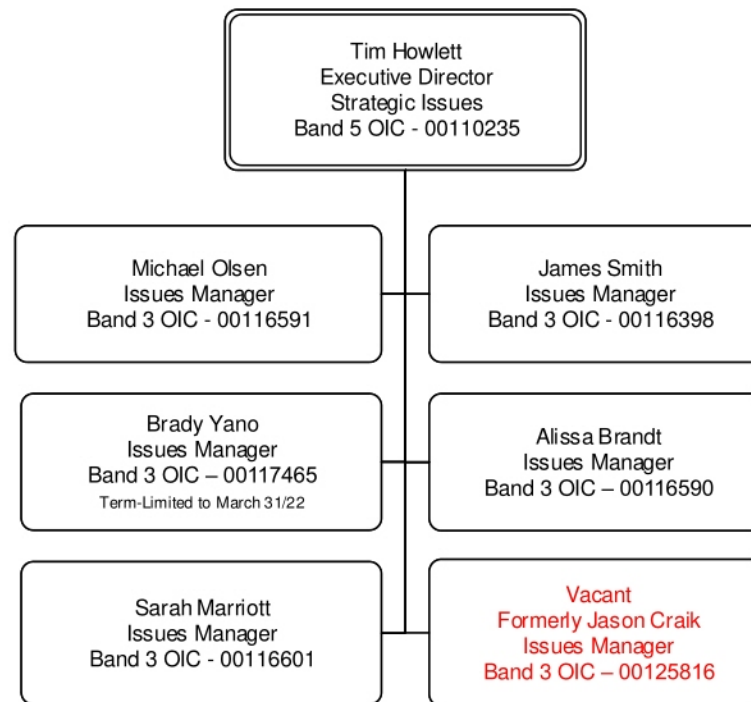 Tim Howlett
Executive Director
Strategic Issues
Band 5 OIC - 00110235
Michael Olsen
Issues Manager
Band 3 OIC - 00116591
James Smith
Issues Manager
Band 3 OIC - 00116398
Brady Yano
Issues Manager
Band 3 OIC – 00117465
Term-Limited to March 31/22
Alissa Brandt
Issues Manager
Band 3 OIC – 00116590
Sarah Marriott
Issues Manager
Band 3 OIC - 00116601
Vacant
Formerly Jason Craik
Issues Manager
Band 3 OIC – 00125816